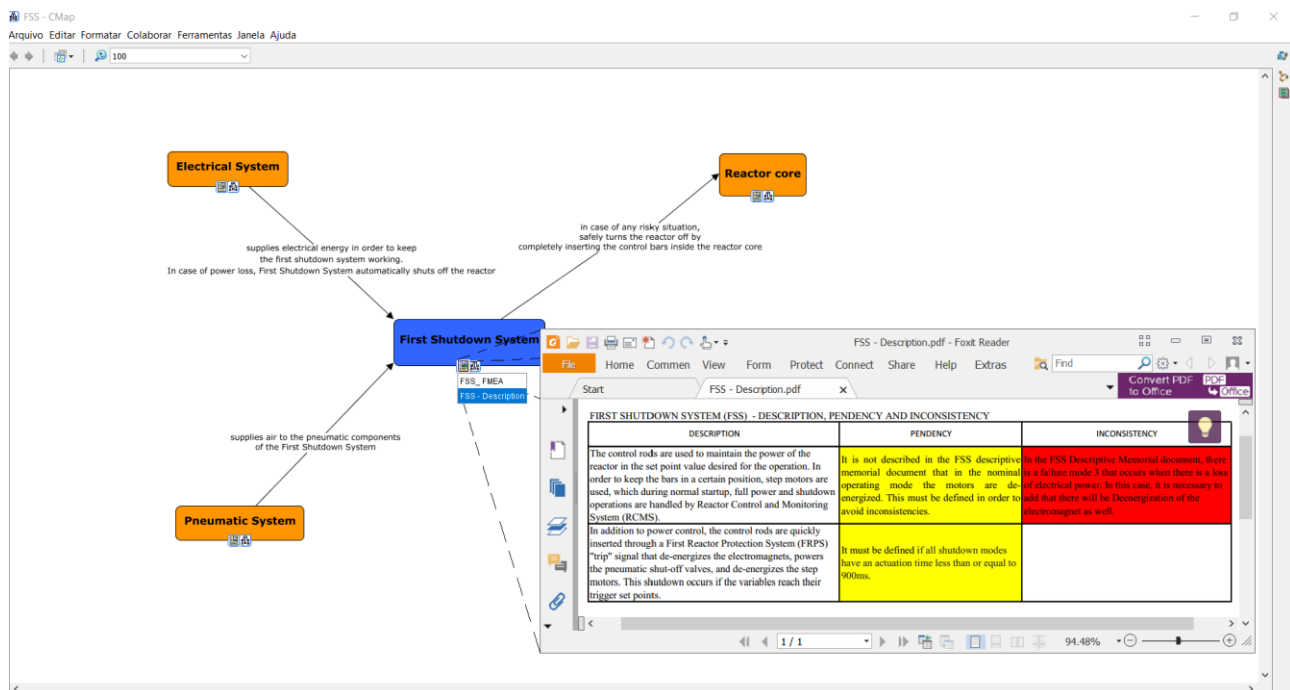 FSS - CMap
Arquivo Editar Formatar Colaborar Ferramentas Janela Ajuda
100
Electrical System
Reactor core
in case of any risky situation,
safely turns the reactor off by
completely inserting the control bars inside the reactor core
supplies electrical energy in order to keep
the first shutdown system working.
In case of power loss, First Shutdown System automatically shuts off the reactor
First Shutdown System
FSS_ FMEA
FSS - Description
supplies air to the pneumatic components
of the First Shutdown System
Pneumatic System
FSS - Description.pdf - Foxit Reader
File Home Commen View Form Protect Connect Share Help Extras Find
Start FSS - Description.pdf x
Convert PDF
to Office
PDF
Office
FIRST SHUTDOWN SYSTEM (FSS) - DESCRIPTION, PENDENCY AND INCONSISTENCY
DESCRIPTION PENDENCY INCONSISTENCY
The control rods are used to maintain the power of the
reactor in the set point value desired for the operation. In
order to keep the bars in a certain position, step motors are
used, which during normal startup, full power and shutdown
operations are handled by Reactor Control and Monitoring
System (RCMS).
It is not described in the FSS descriptive
memorial document that in the nominal
operating mode the motors are de-
energized. This must be defined in order to
avoid inconsistencies.
In the FSS Descriptive Memorial document, there
is a failure mode 3 that occurs when there is a loss
of electrical power. In this case, it is necessary to
add that there will be Deenergization of the
electromagnet as well.
In addition to power control, the control rods are quickly
inserted through a First Reactor Protection System (FRPS)
"trip" signal that de-energizes the electromagnets, powers
the pneumatic shut-off valves, and de-energizes the step
motors. This shutdown occurs if the variables reach their
trigger set points.
It must be defined if all shutdown modes
have an actuation time less than or equal to
900ms.
1 / 1
94.48%